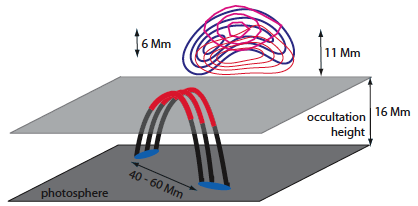 6 Mm
11 Mm
16 Mm
occultation
height
40 - 60 Mm
photosphere